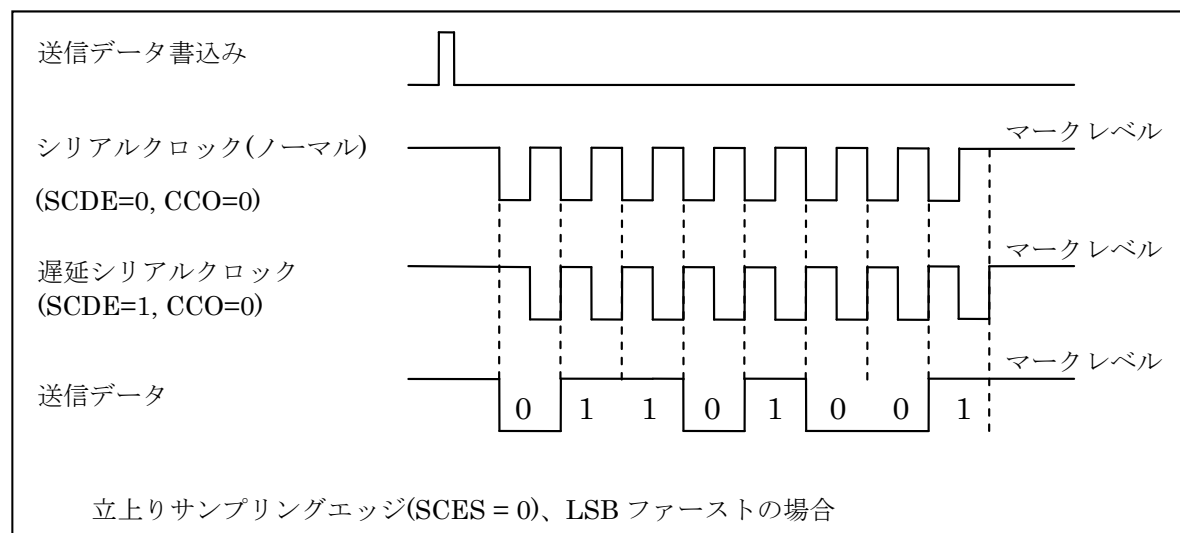 送信データ書込み
シリアルクロック(ノーマル)
マークレベル
(SCDE=0, CCO=0)
遅延シリアルクロック
マークレベル
(SCDE=1, CCO=0)
送信データ
マークレベル
0 1 1 0 1 0 0 1
立上りサンプリングエッジ(SCES = 0)、LSB ファーストの場合